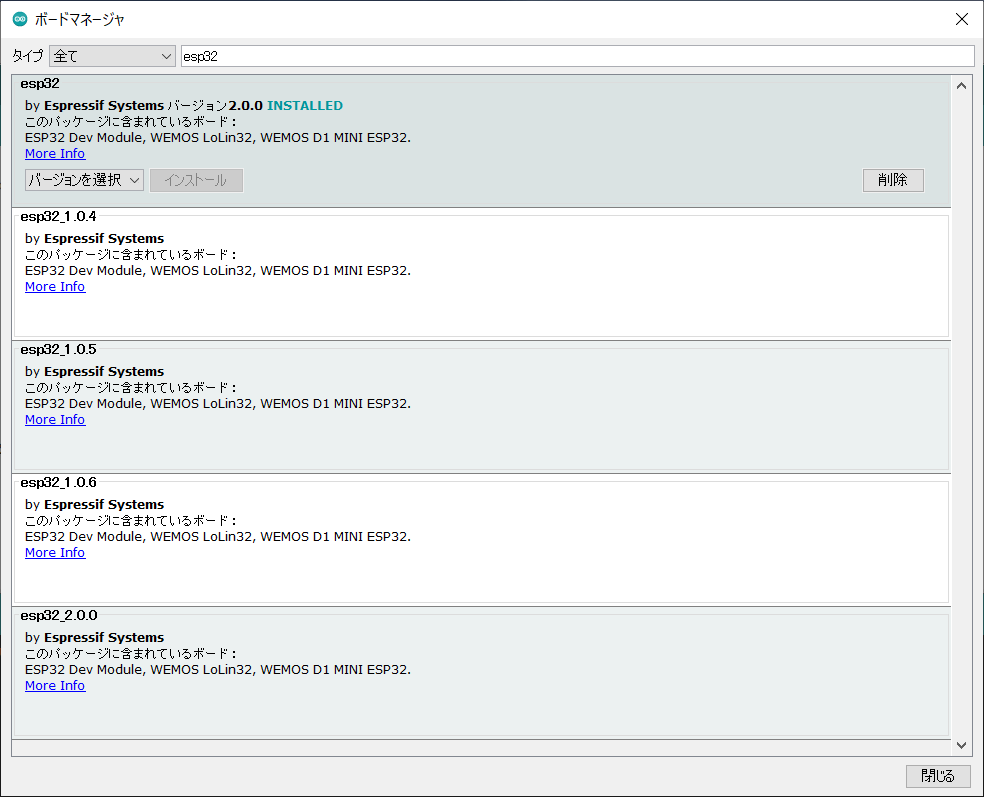 ボードマネージャ
タイプ 全て esp32
esp32
by Espressif Systems バージョン2.0.0 INSTALLED
このパッケージに含まれているボード：
ESP32 Dev Module, WEMOS LoLin32, WEMOS D1 MINI ESP32.
More Info
バージョンを選択 インストール 削除
esp32_1.0.4
by Espressif Systems
このパッケージに含まれているボード：
ESP32 Dev Module, WEMOS LoLin32, WEMOS D1 MINI ESP32.
More Info
esp32_1.0.5
by Espressif Systems
このパッケージに含まれているボード：
ESP32 Dev Module, WEMOS LoLin32, WEMOS D1 MINI ESP32.
More Info
esp32_1.0.6
by Espressif Systems
このパッケージに含まれているボード：
ESP32 Dev Module, WEMOS LoLin32, WEMOS D1 MINI ESP32.
More Info
esp32_2.0.0
by Espressif Systems
このパッケージに含まれているボード：
ESP32 Dev Module, WEMOS LoLin32, WEMOS D1 MINI ESP32.
More Info
閉じる